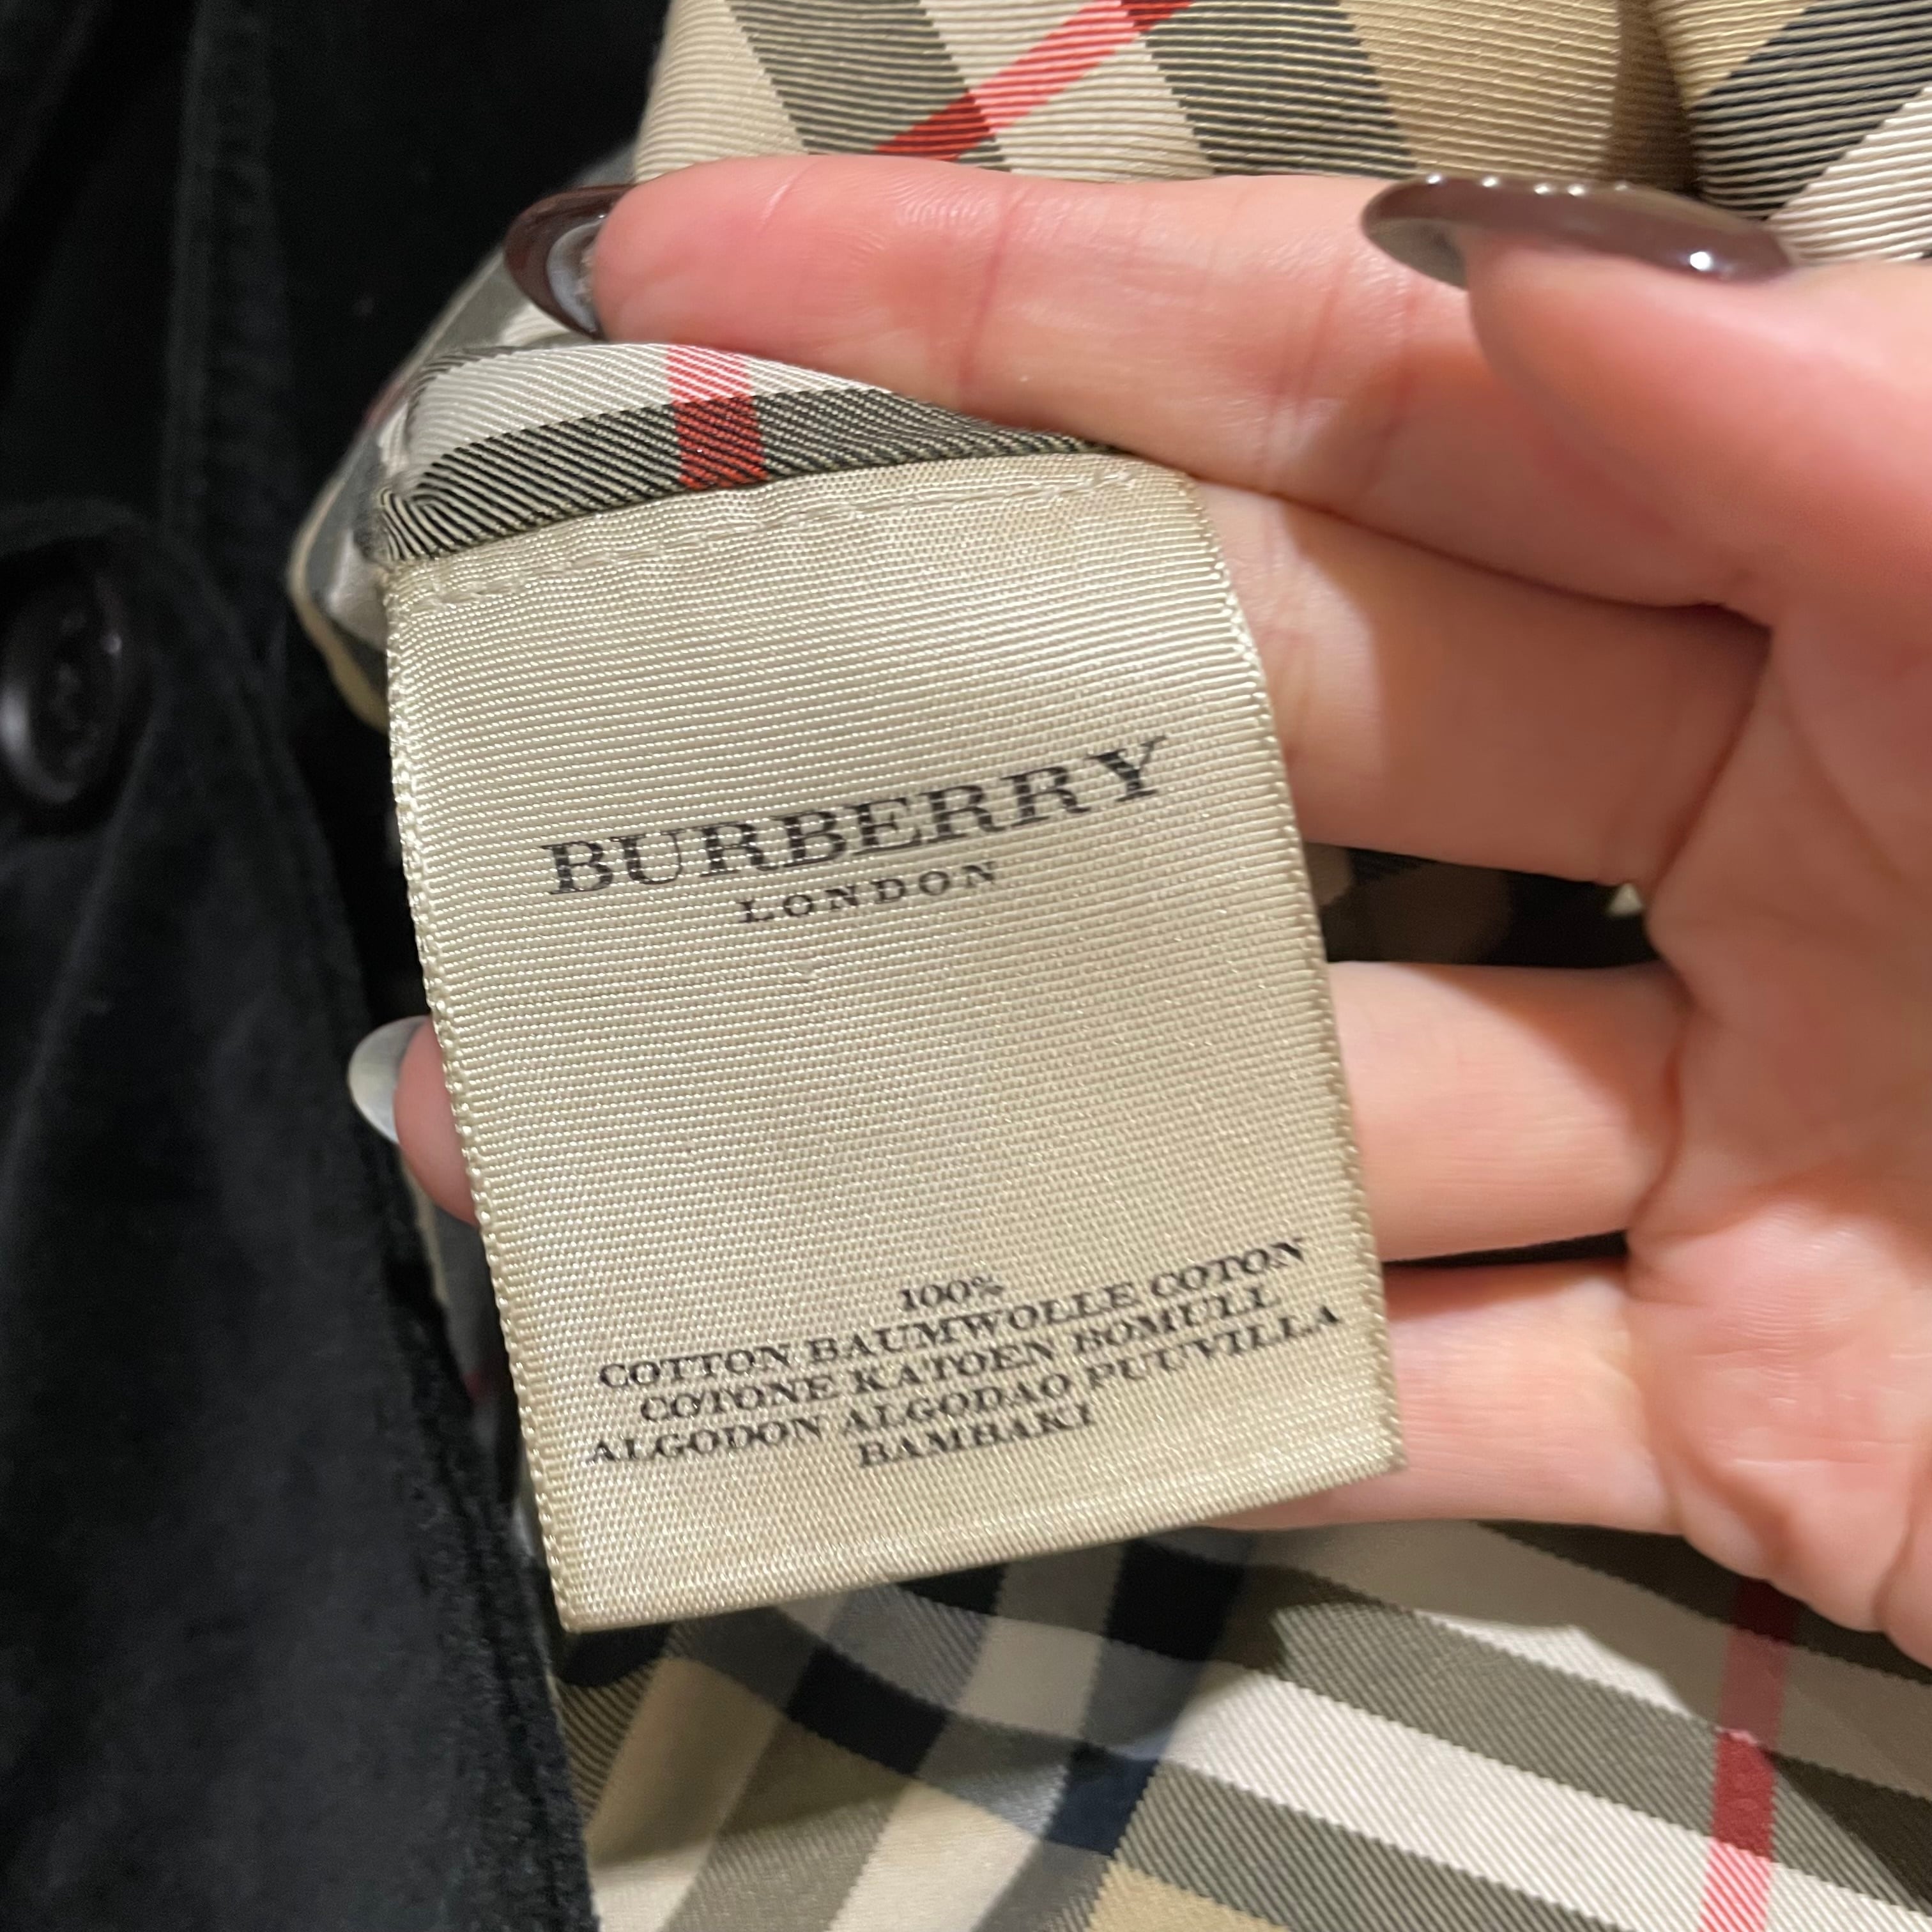 BURBERRY
LONDON
100%
COTTON BAUMWOLLE COTON
COTONE KATOEN BOMULL
ALGODON ALGODAO PUUVILLA
BAMBAKI